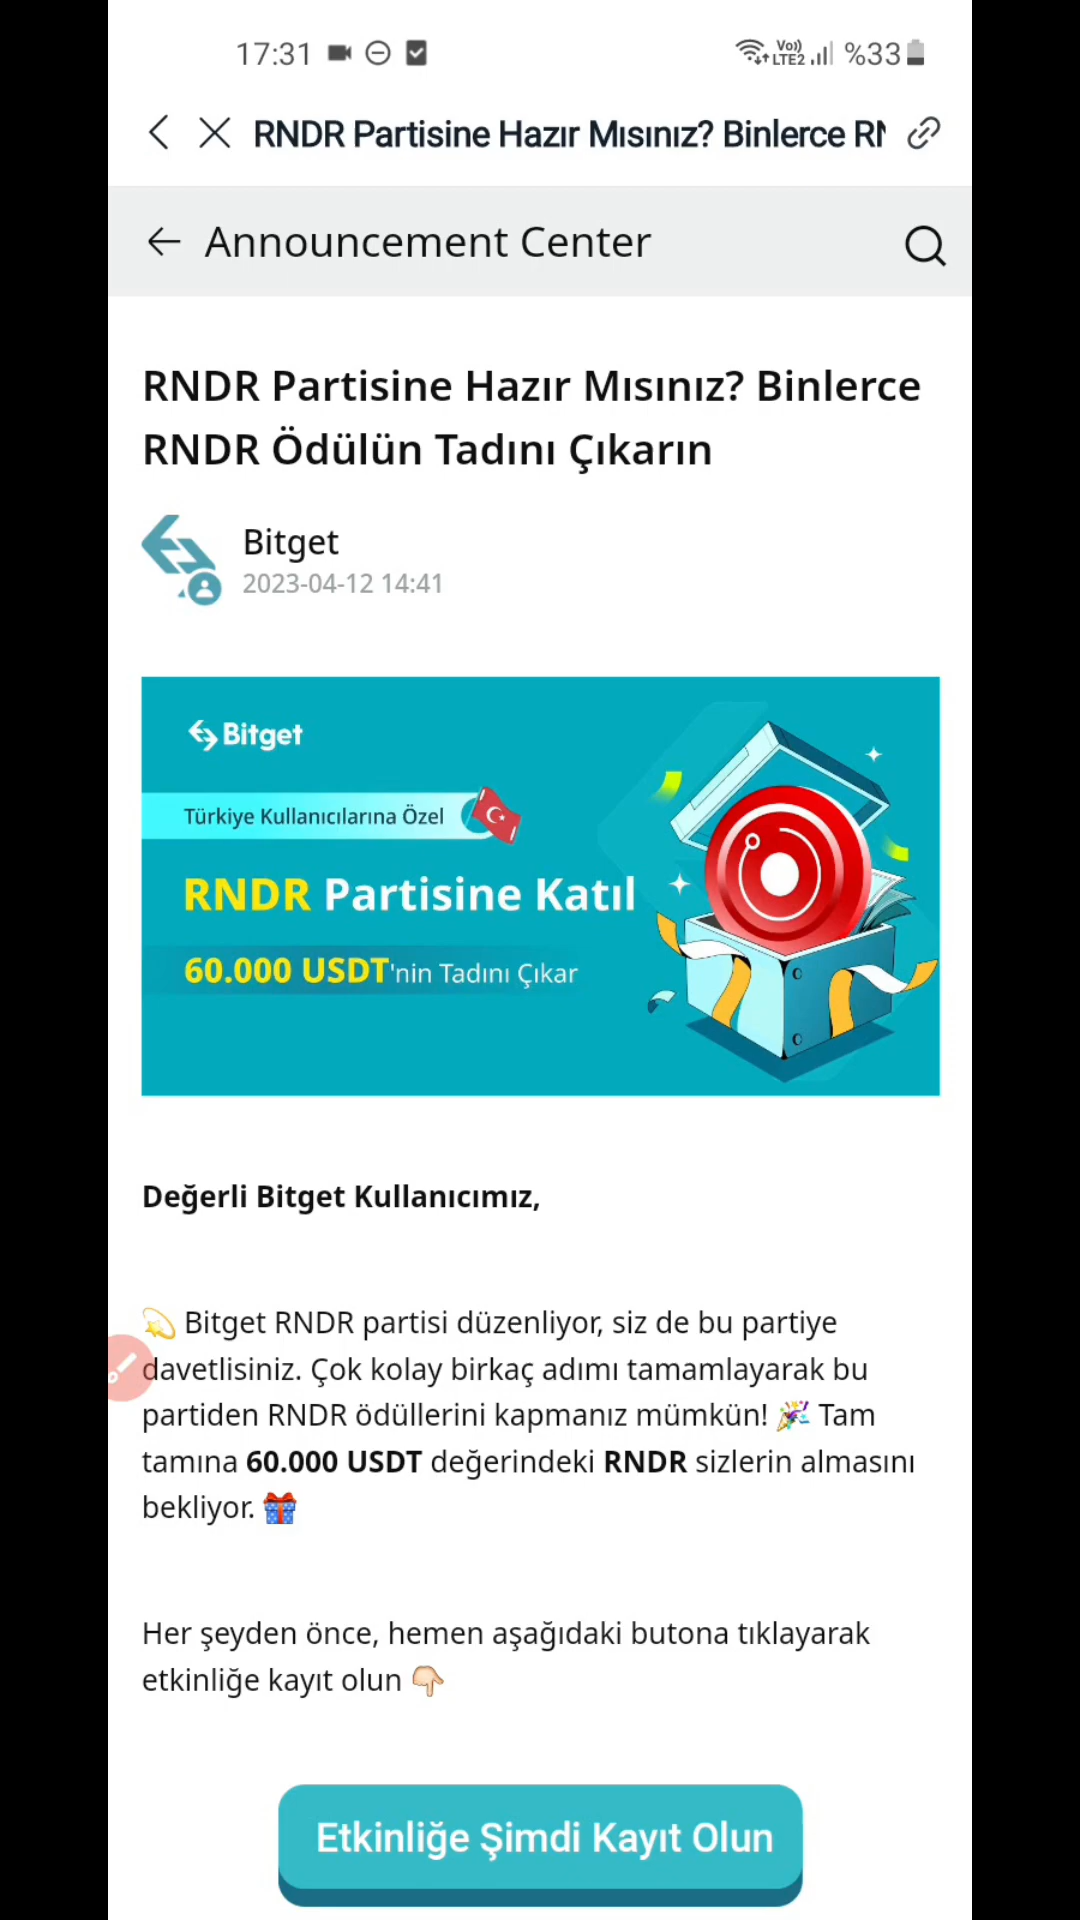 17:31
Vo)) LTE2 %33
RNDR Partisine Hazır Mısınız? Binlerce RN
Announcement Center
RNDR Partisine Hazır Mısınız? Binlerce
RNDR Ödülün Tadını Çıkarın
Bitget
2023-04-12 14:41
Bitget
Türkiye Kullanıcılarına Özel
RNDR Partisine Katıl
60.000 USDT'nin Tadını Çıkar
Değerli Bitget Kullanıcımız,
💫 Bitget RNDR partisi düzenliyor, siz de bu partiye
davetlisiniz. Çok kolay birkaç adımı tamamlayarak bu
partiden RNDR ödüllerini kapmanız mümkün! 🎉 Tam
tamına 60.000 USDT değerindeki RNDR sizlerin almasını
bekliyor. 🎁
Her şeyden önce, hemen aşağıdaki butona tıklayarak
etkinliğe kayıt olun 👇🏻
Etkinliğe Şimdi Kayıt Olun